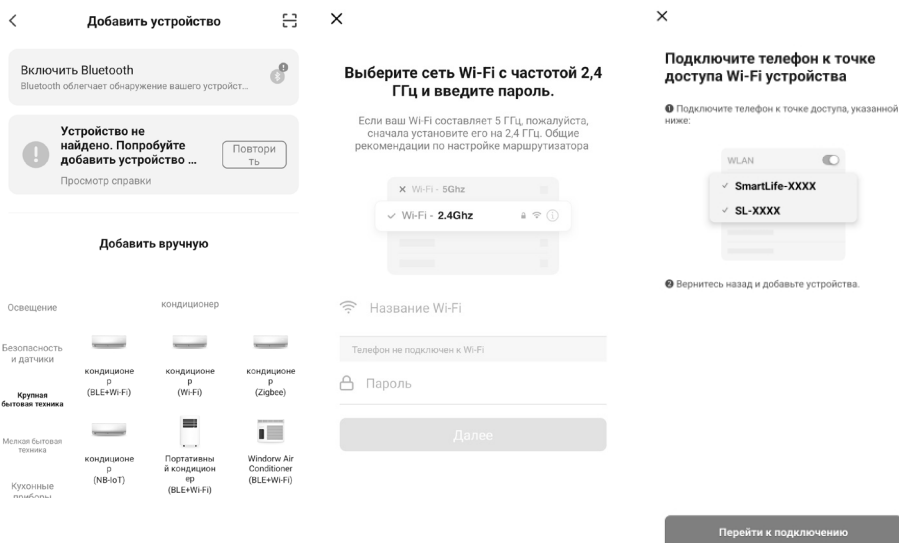 Добавить устройство
Включить Bluetooth
Bluetooth облегчает обнаружение вашего устройст...
Устройство не
найдено. Попробуйте
добавить устройство ...
Повтори
ть
Просмотр справки
Добавить вручную
Освещение
Безопасность
и датчики
Крупная
бытовая техника
Мелкая бытовая
техника
Кухонные
приборы
кондиционер
кондиционе
р
(BLE+Wi-Fi)
кондиционе
р
(Wi-Fi)
кондиционе
р
(Zigbee)
кондиционе
р
(NB-IoT)
Портативны
й кондицион
ер
(BLE+Wi-Fi)
Windorw Air
Conditioner
(BLE+Wi-Fi)
Выберите сеть Wi-Fi с частотой 2,4
ГГц и введите пароль.
Если ваш Wi-Fi составляет 5 ГГц, пожалуйста,
сначала установите его на 2,4 ГГц. Общие
рекомендации по настройке маршрутизатора
Wi-Fi - 5Ghz
Wi-Fi - 2.4Ghz
Название Wi-Fi
Телефон не подключен к Wi-Fi
Пароль
Далее
Подключите телефон к точке
доступа Wi-Fi устройства
❶ Подключите телефон к точке доступа, указанной
ниже:
WLAN
SmartLife-XXXX
SL-XXXX
❷ Вернитесь назад и добавьте устройства.
Перейти к подключению